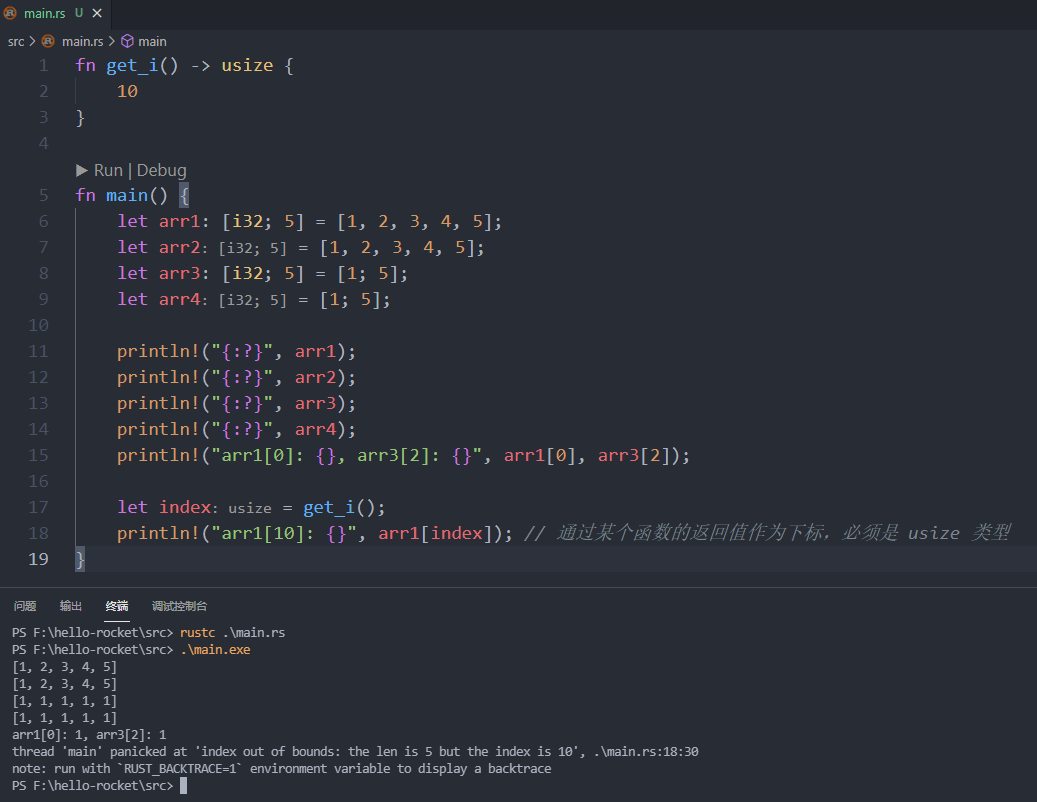 main.rs U ×
src > main.rs > main
1 fn get_i() -> usize {
2     10
3 }
4
▶ Run | Debug
5 fn main() {
6     let arr1: [i32; 5] = [1, 2, 3, 4, 5];
7     let arr2: [i32; 5] = [1, 2, 3, 4, 5];
8     let arr3: [i32; 5] = [1; 5];
9     let arr4: [i32; 5] = [1; 5];
10
11     println!("{:?}", arr1);
12     println!("{:?}", arr2);
13     println!("{:?}", arr3);
14     println!("{:?}", arr4);
15     println!("arr1[0]: {}, arr3[2]: {}", arr1[0], arr3[2]);
16
17     let index: usize = get_i();
18     println!("arr1[10]: {}", arr1[index]); // 通过某个函数的返回值作为下标，必须是 usize 类型
19 }
问题 输出 终端 调试控制台
PS F:\hello-rocket\src> rustc .\main.rs
PS F:\hello-rocket\src> .\main.exe
[1, 2, 3, 4, 5]
[1, 2, 3, 4, 5]
[1, 1, 1, 1, 1]
[1, 1, 1, 1, 1]
arr1[0]: 1, arr3[2]: 1
thread 'main' panicked at 'index out of bounds: the len is 5 but the index is 10', .\main.rs:18:30
note: run with `RUST_BACKTRACE=1` environment variable to display a backtrace
PS F:\hello-rocket\src>